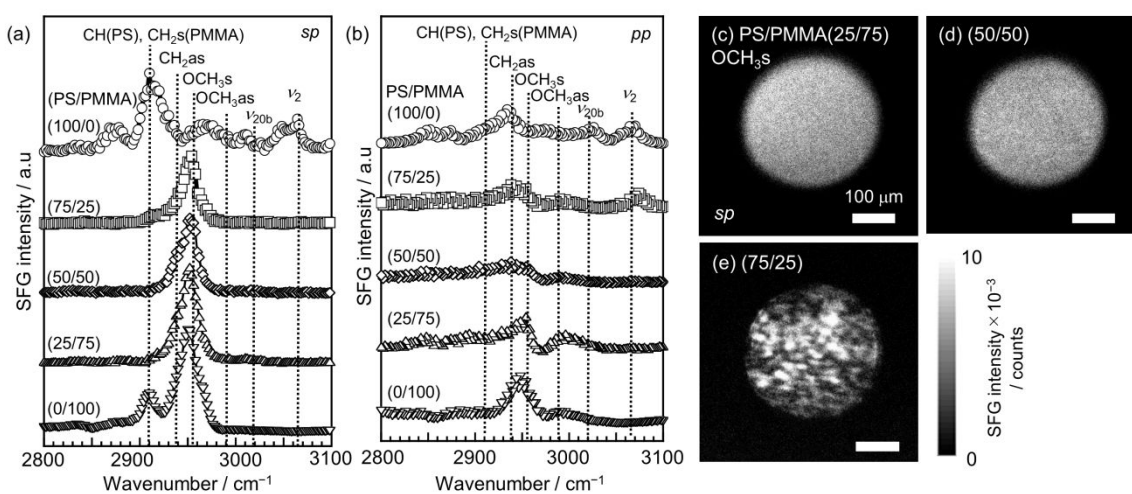 (a)
CH(PS), CH₂s(PMMA)
sp
CH₂as
OCH₃s
OCH₃as
ν₂₀b
ν₂
(PS/PMMA)
(100/0)
(75/25)
(50/50)
(25/75)
(0/100)
SFG intensity / a.u
2800 2900 3000 3100
Wavenumber / cm⁻¹
(b)
CH(PS), CH₂s(PMMA)
pp
CH₂as
OCH₃s
OCH₃as
ν₂₀b
ν₂
PS/PMMA
(100/0)
(75/25)
(50/50)
(25/75)
(0/100)
SFG intensity / a.u
2800 2900 3000 3100
Wavenumber / cm⁻¹
(c) PS/PMMA(25/75)
OCH₃s
100 μm
sp
(d) (50/50)
(e) (75/25)
10
0
SFG intensity × 10⁻³
/ counts